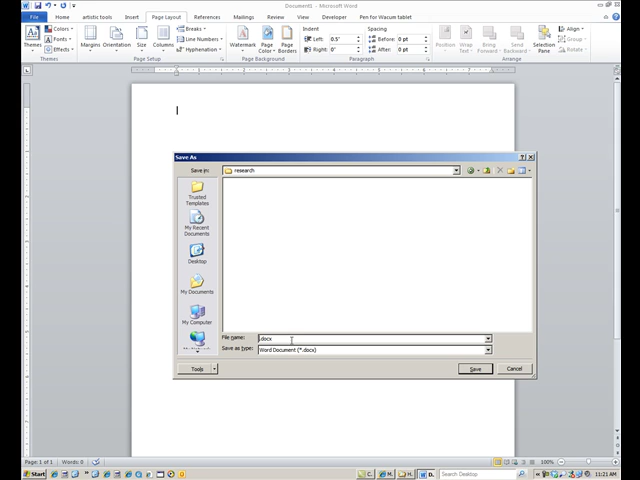 Document1 - Microsoft Word
File Home artistic tools Insert Page Layout References Mailings Review View Developer Pen for Wacum tablet
Themes
Colors
Fonts
Effects
Themes
Margins Orientation Size Columns
Breaks
Line Numbers
Hyphenation
Page Setup
Watermark Page Color Page Borders
Page Background
Indent
Left: 0.5"
Right: 0"
Spacing
Before: 0 pt
After: 0 pt
Paragraph
Position Wrap Text Bring Forward Send Backward Selection Pane
Align
Group
Rotate
Arrange
Save As
Save in: research
Trusted Templates
My Recent Documents
Desktop
My Documents
My Computer
File name: .docx
Save as type: Word Document (*.docx)
Tools Save Cancel
Page: 1 of 1 Words: 0 100%
Start Search Desktop 11:21 AM